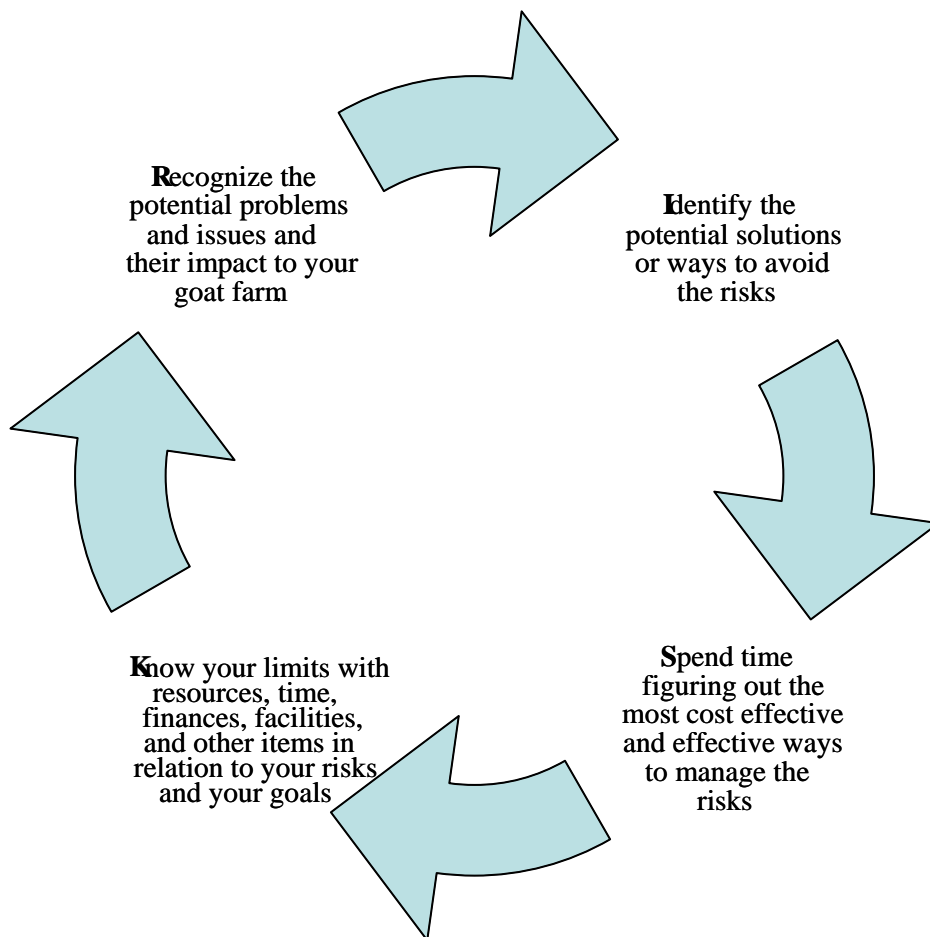 Recognize the
potential problems
and issues and
their impact to your
goat farm.
Identify the
potential solutions
or ways to avoid
the risks
Spend time
figuring out the
most cost effective
and effective ways
to manage the
risks
Know your limits with
resources, time,
finances, facilities,
and other items in
relation to your risks
and your goals